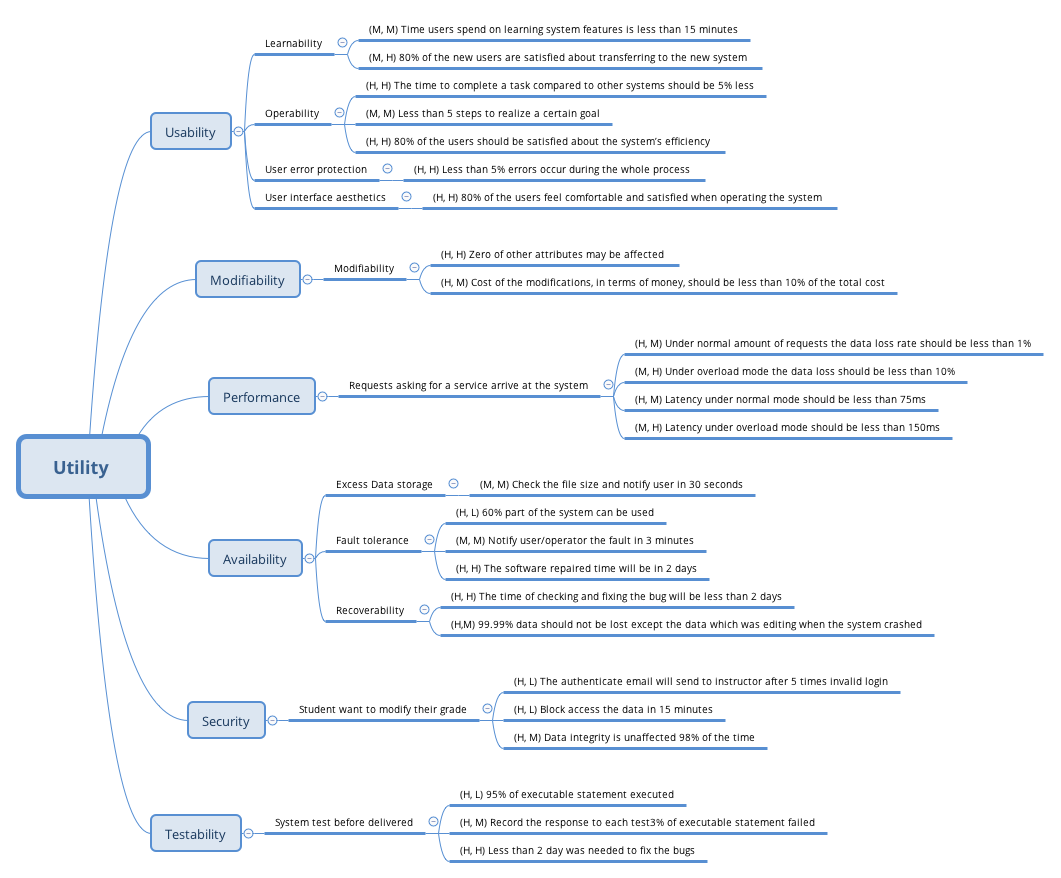 Utility
Usability
Learnability
(M, M) Time users spend on learning system features is less than 15 minutes
(M, H) 80% of the new users are satisfied about transferring to the new system
Operability
(H, H) The time to complete a task compared to other systems should be 5% less
(M, M) Less than 5 steps to realize a certain goal
(H, H) 80% of the users should be satisfied about the system's efficiency
User error protection
(H, H) Less than 5% errors occur during the whole process
User interface aesthetics
(H, H) 80% of the users feel comfortable and satisfied when operating the system
Modifiability
Modifiability
(H, H) Zero of other attributes may be affected
(H, M) Cost of the modifications, in terms of money, should be less than 10% of the total cost
Performance
Requests asking for a service arrive at the system
(H, M) Under normal amount of requests the data loss rate should be less than 1%
(M, H) Under overload mode the data loss should be less than 10%
(H, M) Latency under normal mode should be less than 75ms
(M, H) Latency under overload mode should be less than 150ms
Availability
Excess Data storage
(M, M) Check the file size and notify user in 30 seconds
Fault tolerance
(H, L) 60% part of the system can be used
(M, M) Notify user/operator the fault in 3 minutes
(H, H) The software repaired time will be in 2 days
Recoverability
(H, H) The time of checking and fixing the bug will be less than 2 days
(H,M) 99.99% data should not be lost except the data which was editing when the system crashed
Security
Student want to modify their grade
(H, L) The authenticate email will send to instructor after 5 times invalid login
(H, L) Block access the data in 15 minutes
(H, M) Data integrity is unaffected 98% of the time
Testability
System test before delivered
(H, L) 95% of executable statement executed
(H, M) Record the response to each test3% of executable statement failed
(H, H) Less than 2 day was needed to fix the bugs